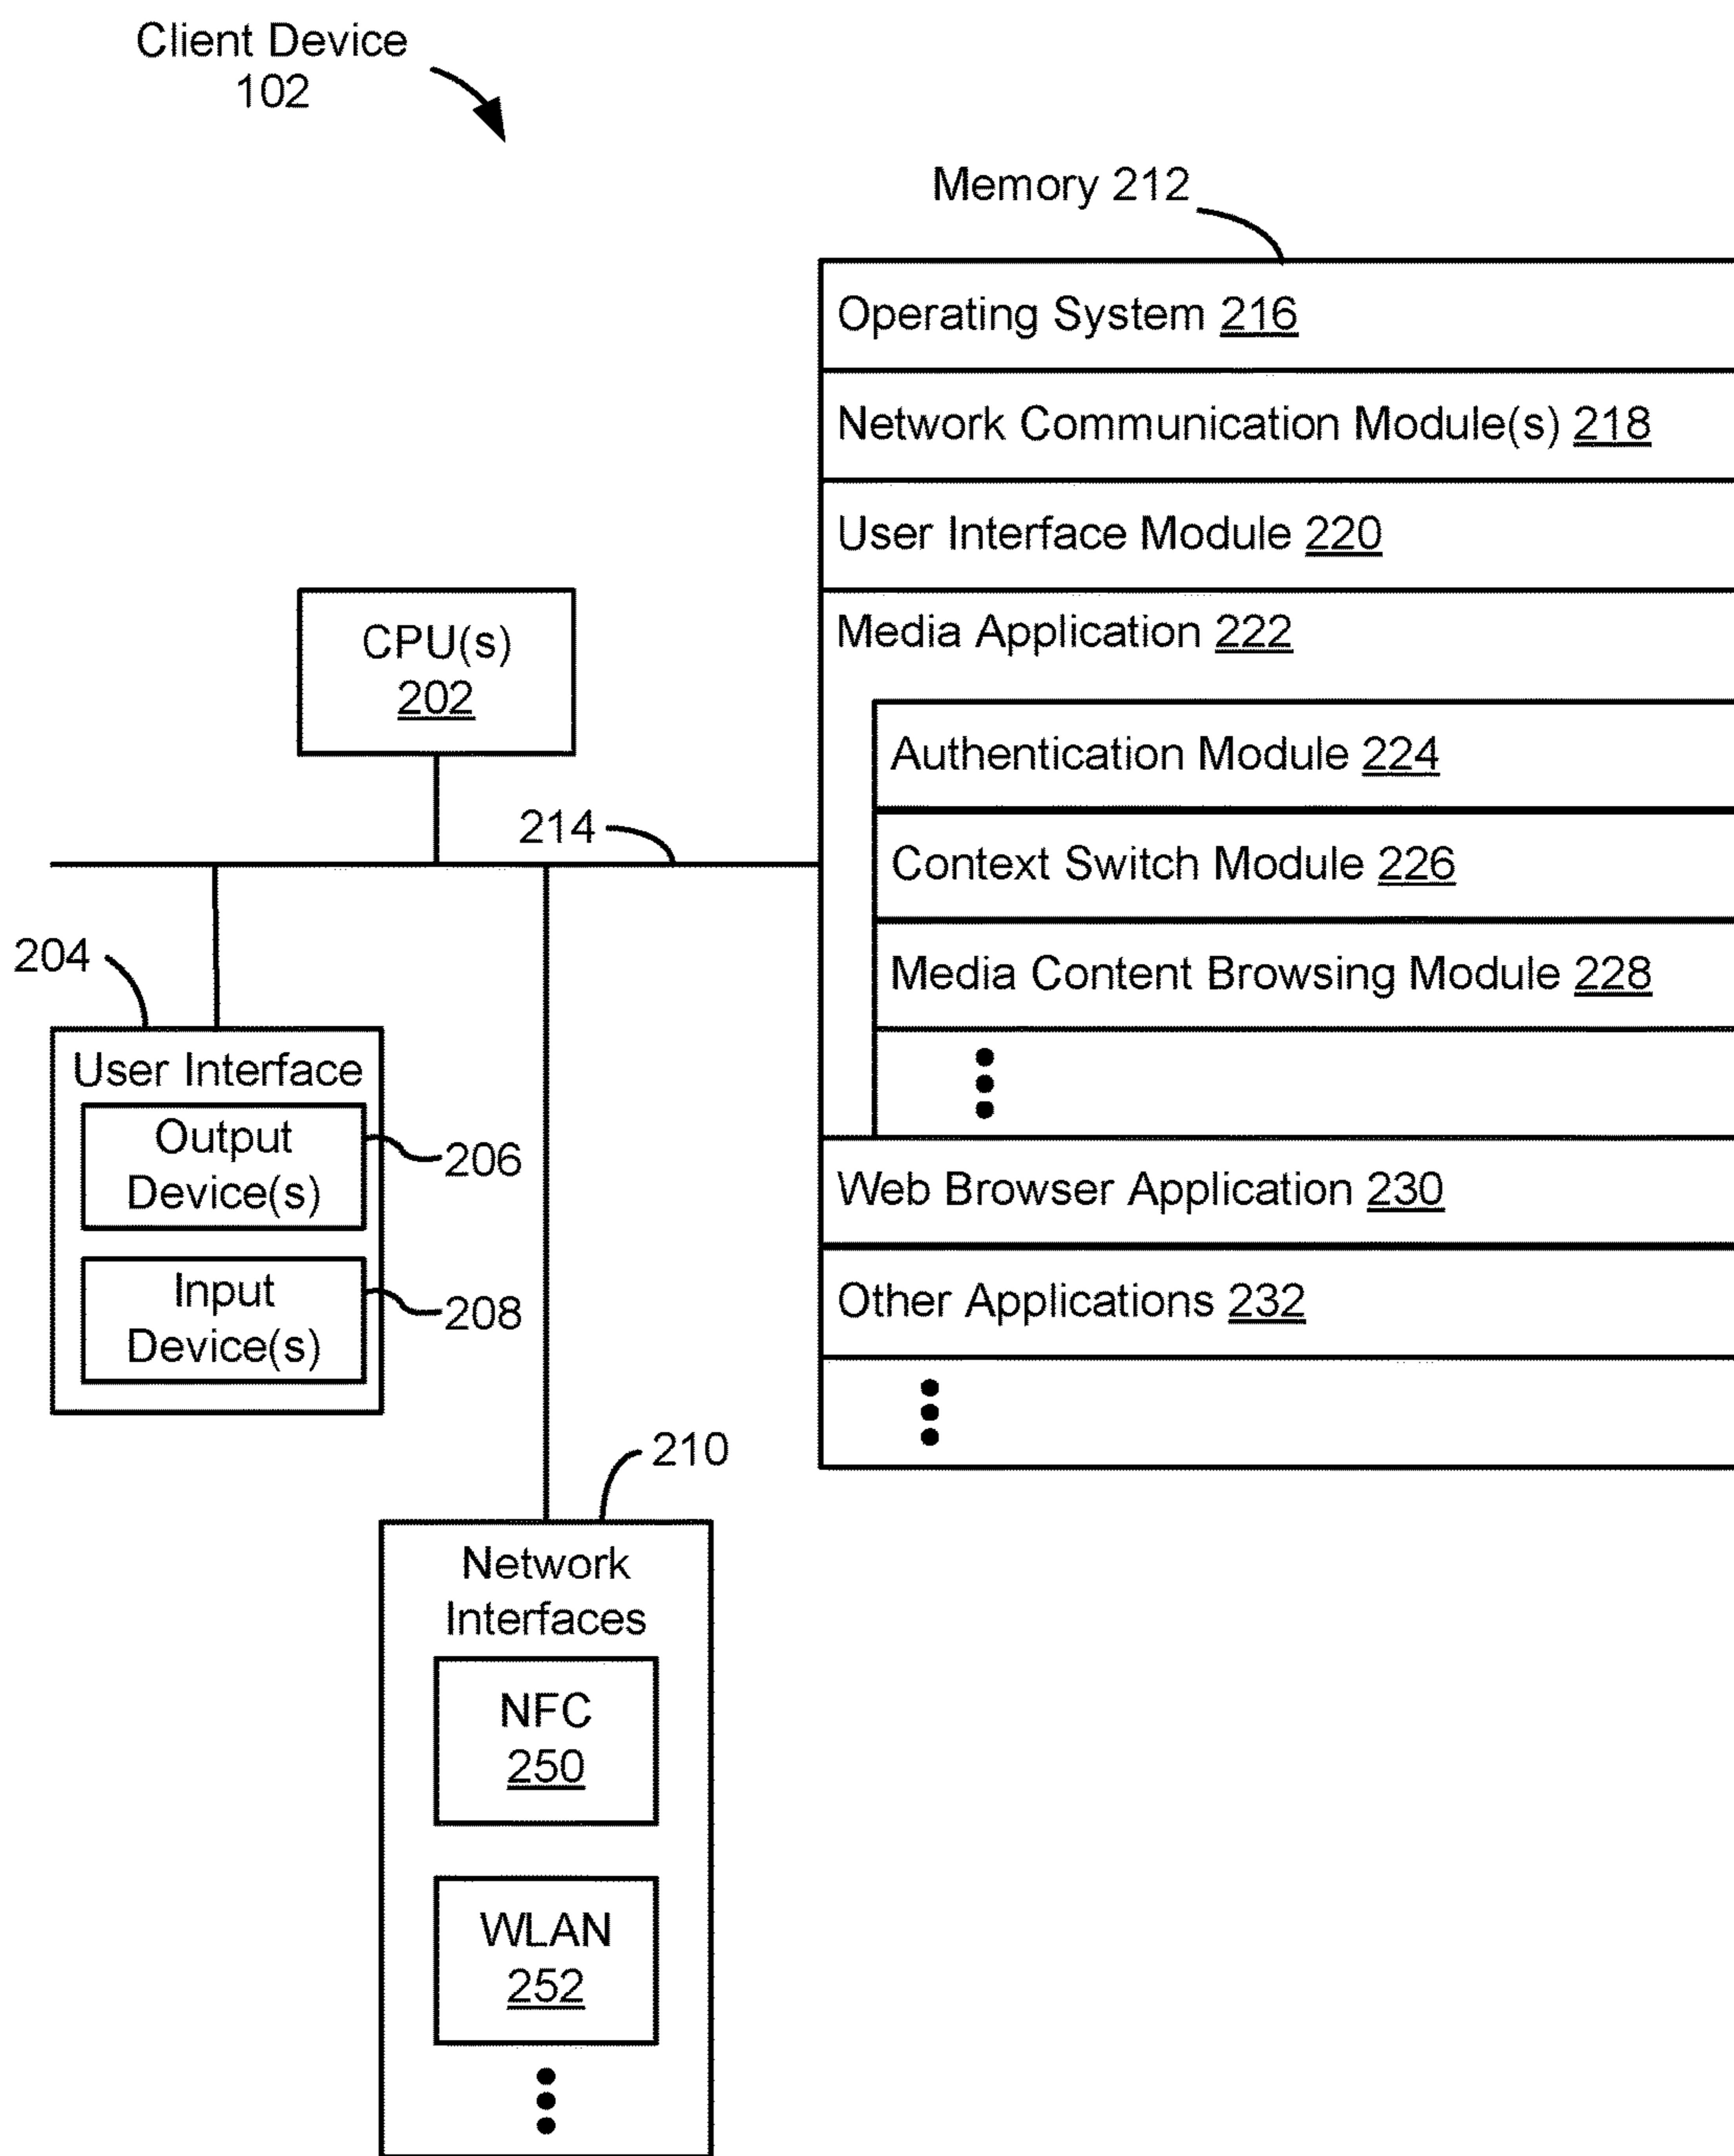 Client Device
102
Memory 212
Operating System 216
Network Communication Module(s) 218
User Interface Module 220
Media Application 222
Authentication Module 224
Context Switch Module 226
Media Content Browsing Module 228
Web Browser Application 230
Other Applications 232
CPU(s)
202
214
204
User Interface
Output
Device(s)
206
Input
Device(s)
208
210
Network
Interfaces
NFC
250
WLAN
252